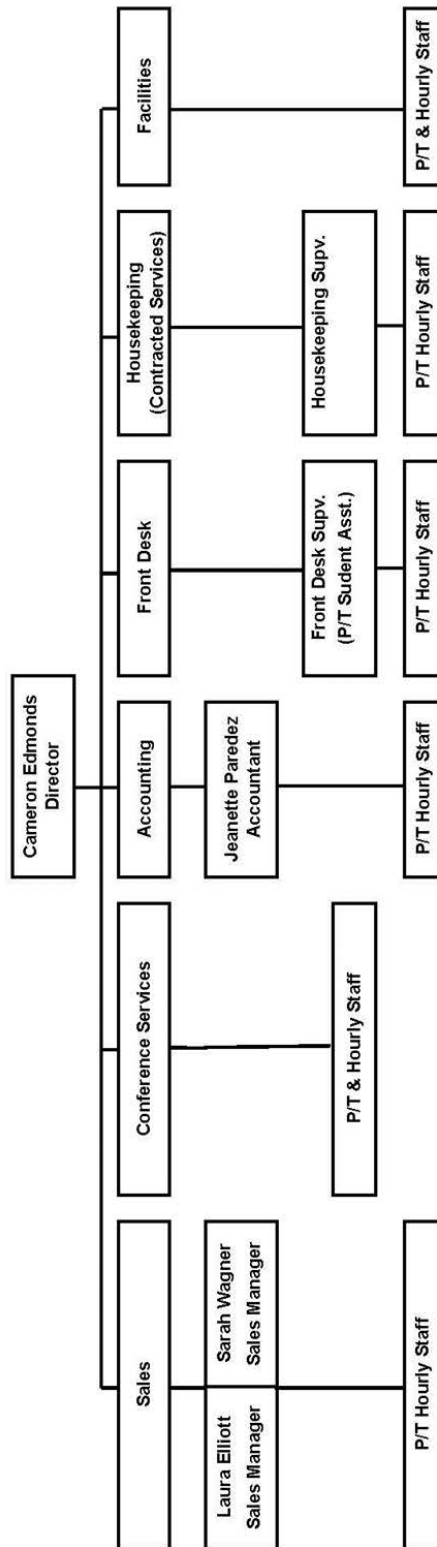 Cameron Edmonds
Director
Sales
Conference Services
Accounting
Front Desk
Housekeeping
(Contracted Services)
Facilities
Laura Elliott
Sales Manager
Sarah Wagner
Sales Manager
Jeanette Paredez
Accountant
Front Desk Supv.
(P/T Sudent Asst.)
Housekeeping Supv.
P/T & Hourly Staff
P/T Hourly Staff
P/T Hourly Staff
P/T Hourly Staff
P/T Hourly Staff
P/T & Hourly Staff